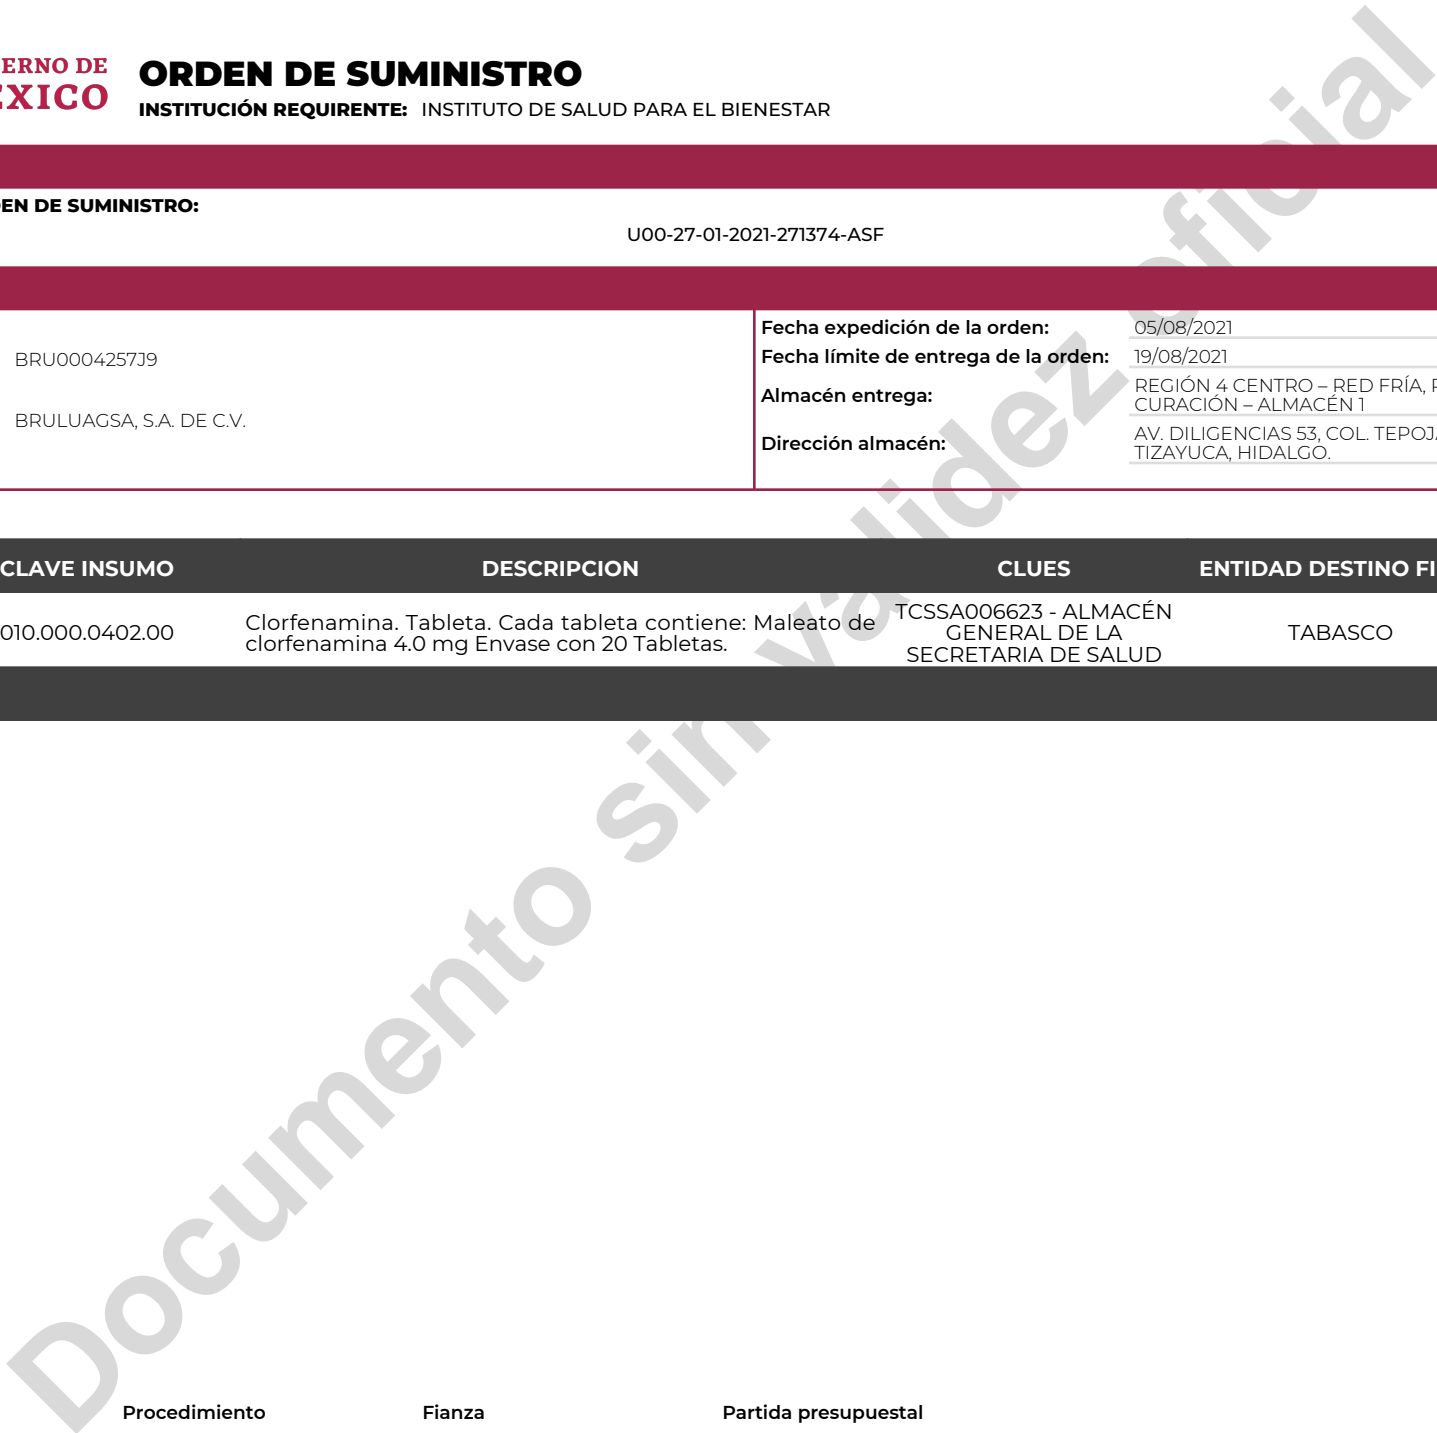 ERNO DE
EXICO
ORDEN DE SUMINISTRO
INSTITUCIÓN REQUIRENTE: INSTITUTO DE SALUD PARA EL BIENESTAR
EN DE SUMINISTRO:
U00-27-01-2021-271374-ASF
BRU0004257J9
BRULUAGSA, S.A. DE C.V.
Fecha expedición de la orden: 05/08/2021
Fecha límite de entrega de la orden: 19/08/2021
Almacén entrega: REGIÓN 4 CENTRO – RED FRÍA,
CURACIÓN – ALMACÉN 1
Dirección almacén: AV. DILIGENCIAS 53, COL. TEPOJ
TIZAYUCA, HIDALGO.
CLAVE INSUMO DESCRIPCION CLUES ENTIDAD DESTINO FI
010.000.0402.00
Clorfenamina. Tableta. Cada tableta contiene: Maleato de
clorfenamina 4.0 mg Envase con 20 Tabletas.
TCSSA006623 - ALMACÉN
GENERAL DE LA
SECRETARIA DE SALUD
TABASCO
Documento sin validez oficial
Procedimiento Fianza Partida presupuestal